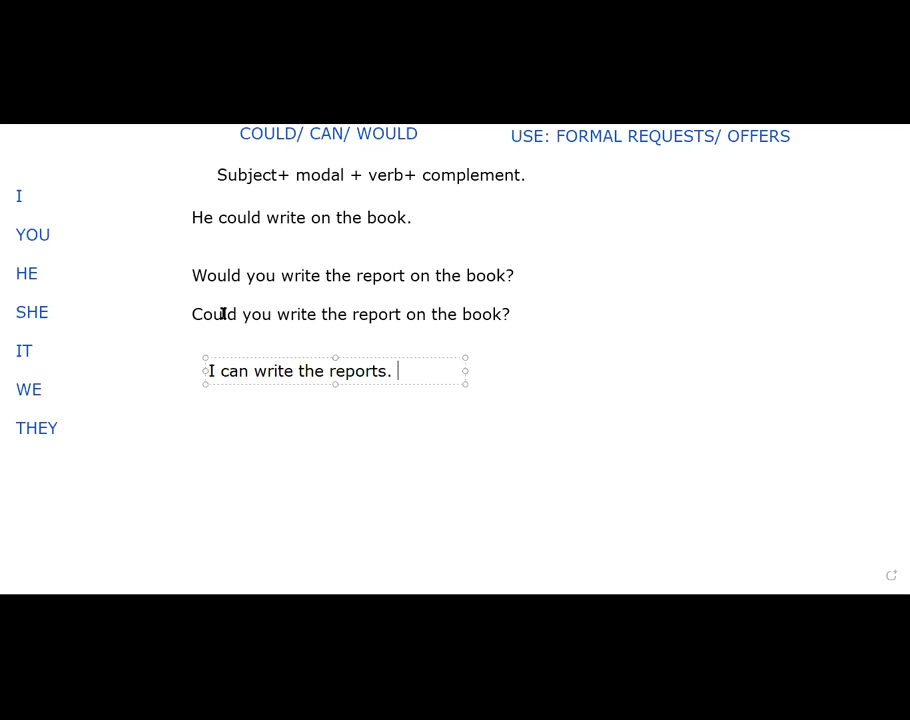 COULD/ CAN/ WOULD
USE: FORMAL REQUESTS/ OFFERS
Subject+ modal + verb+ complement.
I
He could write on the book.
YOU
HE
Would you write the report on the book?
SHE
Could you write the report on the book?
IT
I can write the reports.
WE
THEY